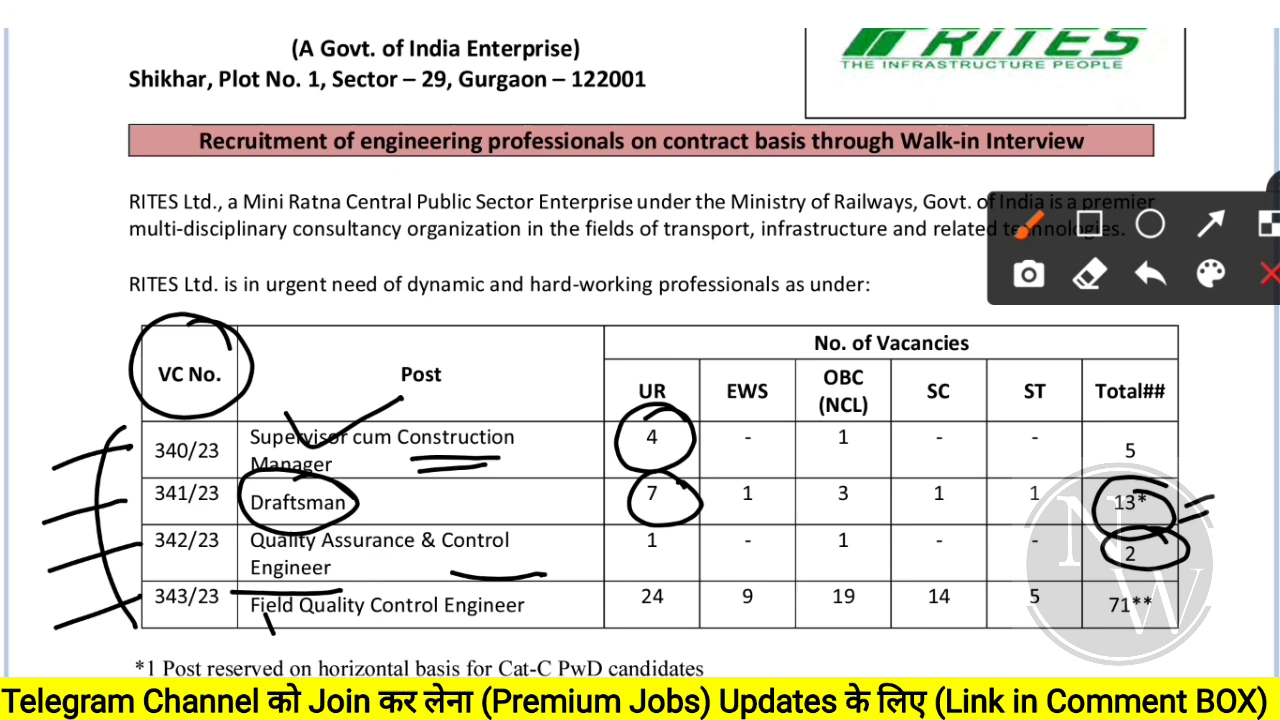 (A Govt. of India Enterprise)
Shikhar, Plot No. 1, Sector – 29, Gurgaon – 122001
RITES
THE INFRASTRUCTURE PEOPLE
Recruitment of engineering professionals on contract basis through Walk-in Interview
RITES Ltd., a Mini Ratna Central Public Sector Enterprise under the Ministry of Railways, Govt. of India is a premier
multi-disciplinary consultancy organization in the fields of transport, infrastructure and related technologies.
RITES Ltd. is in urgent need of dynamic and hard-working professionals as under:
VC No. Post No. of Vacancies
UR EWS OBC (NCL) SC ST Total##
340/23 Supervisor cum Construction Manager 4 - 1 - - 5
341/23 Draftsman 7 1 3 1 1 13*
342/23 Quality Assurance & Control Engineer 1 - 1 - - 2
343/23 Field Quality Control Engineer 24 9 19 14 5 71**
NW
*1 Post reserved on horizontal basis for Cat-C PwD candidates
Telegram Channel को Join कर लेना (Premium Jobs) Updates के लिए (Link in Comment BOX)